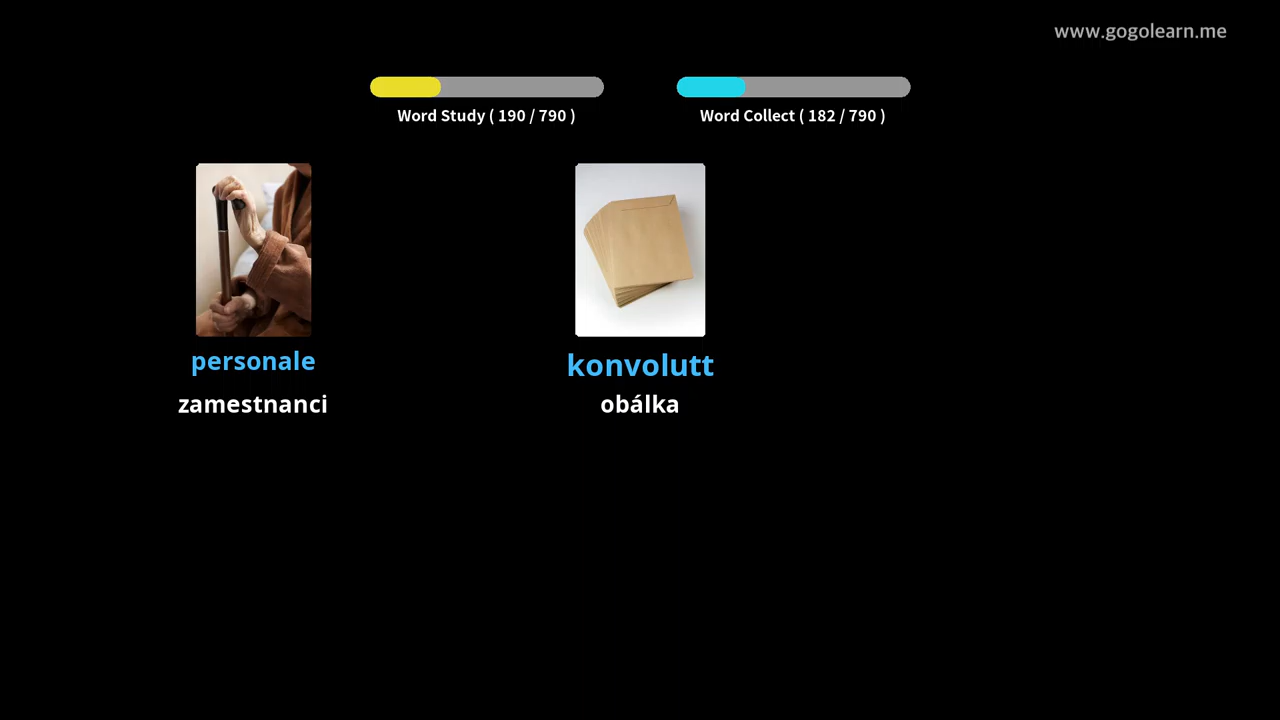 www.gogolearn.me
Word Study ( 190 / 790 )
Word Collect ( 182 / 790 )
personale
konvolutt
zamestnanci
obálka